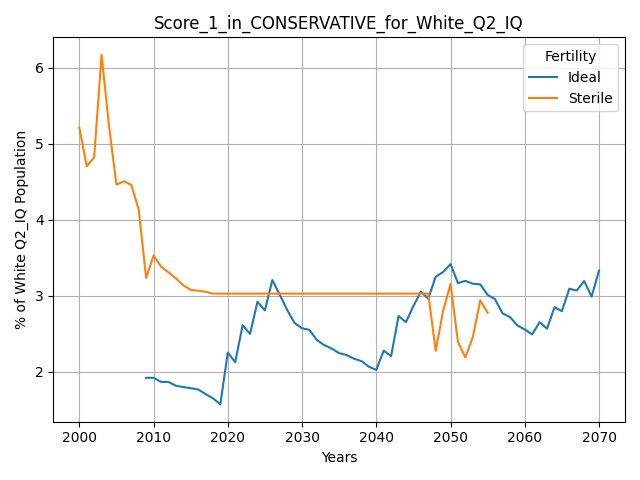 Score_1_in_CONSERVATIVE_for_White_Q2_IQ
Fertility
Ideal
Sterile
% of White Q2_IQ Population
6
5
4
3
2
2000 2010 2020 2030 2040 2050 2060 2070
Years